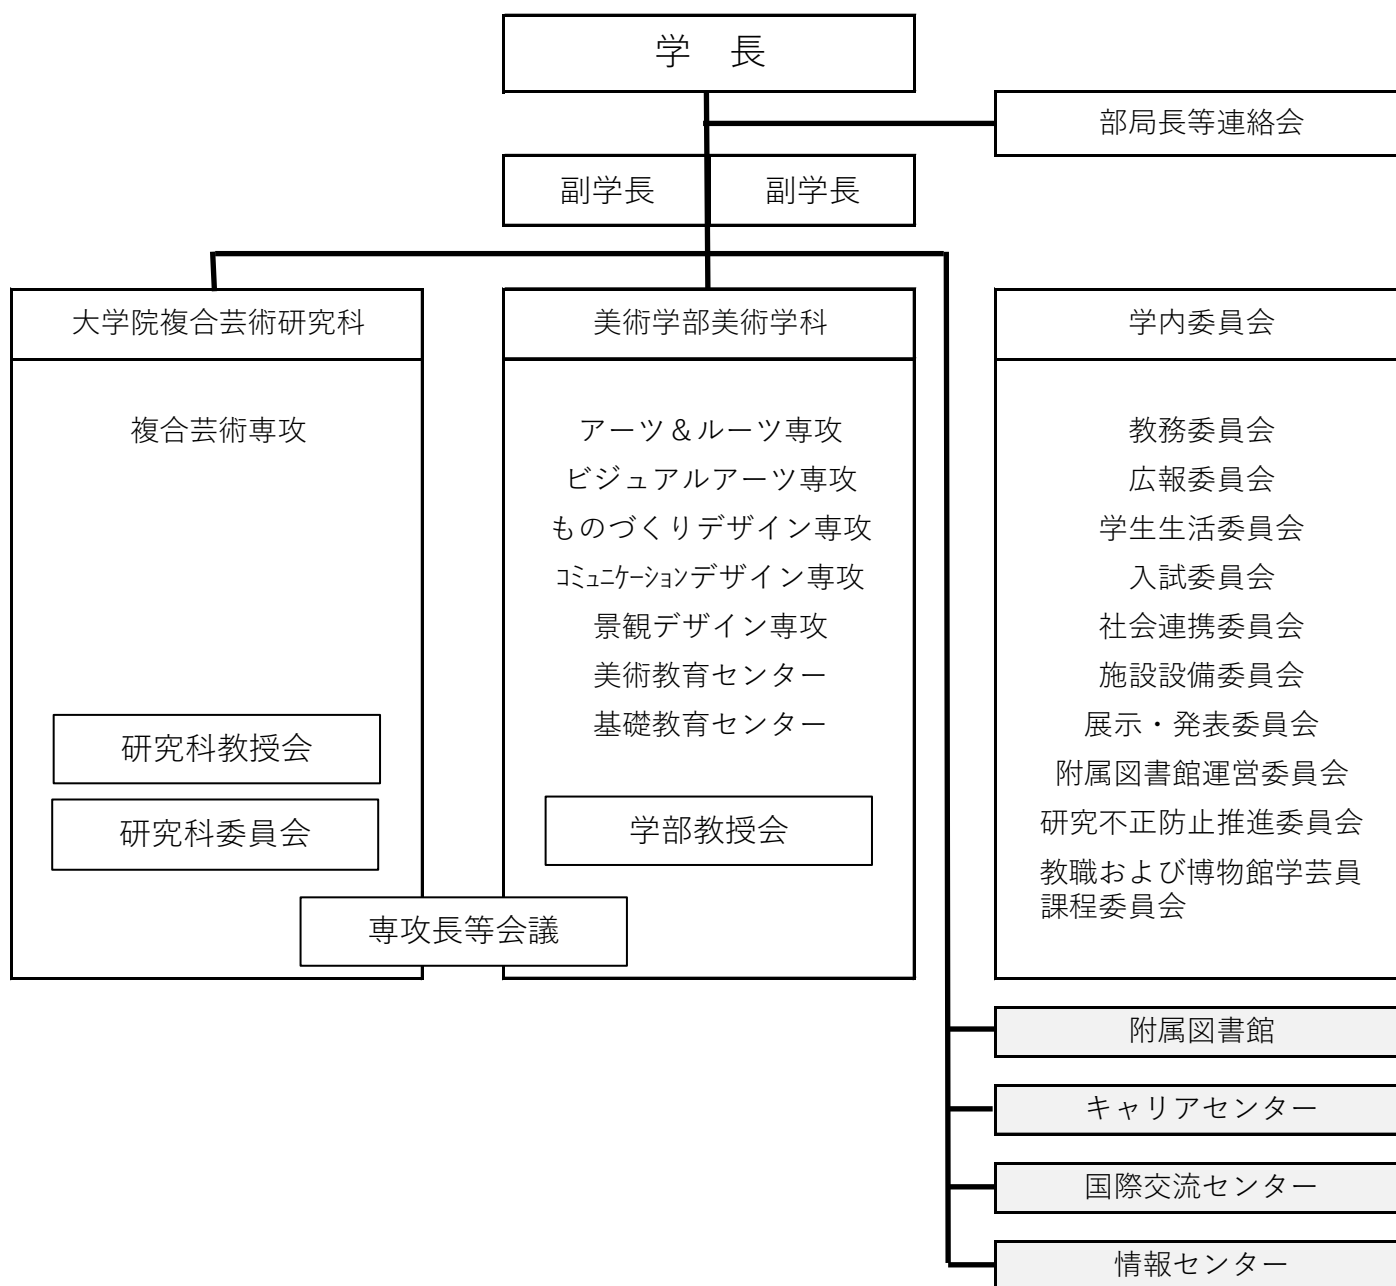 学　長
部局長等連絡会
副学長
副学長
大学院複合芸術研究科
複合芸術専攻
研究科教授会
研究科委員会
美術学部美術学科
アーツ＆ルーツ専攻
ビジュアルアーツ専攻
ものづくりデザイン専攻
ｺﾐｭﾆｹｰｼｮﾝデザイン専攻
景観デザイン専攻
美術教育センター
基礎教育センター
学部教授会
専攻長等会議
学内委員会
教務委員会
広報委員会
学生生活委員会
入試委員会
社会連携委員会
施設設備委員会
展示・発表委員会
附属図書館運営委員会
研究不正防止推進委員会
教職および博物館学芸員
課程委員会
附属図書館
キャリアセンター
国際交流センター
情報センター